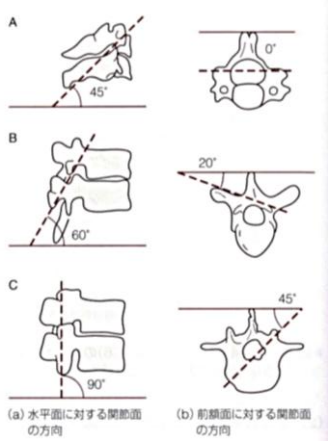 A
45°
0°
B
60°
20°
C
90°
45°
(a) 水平面に対する関節面
の方向
(b) 前額面に対する関節面
の方向